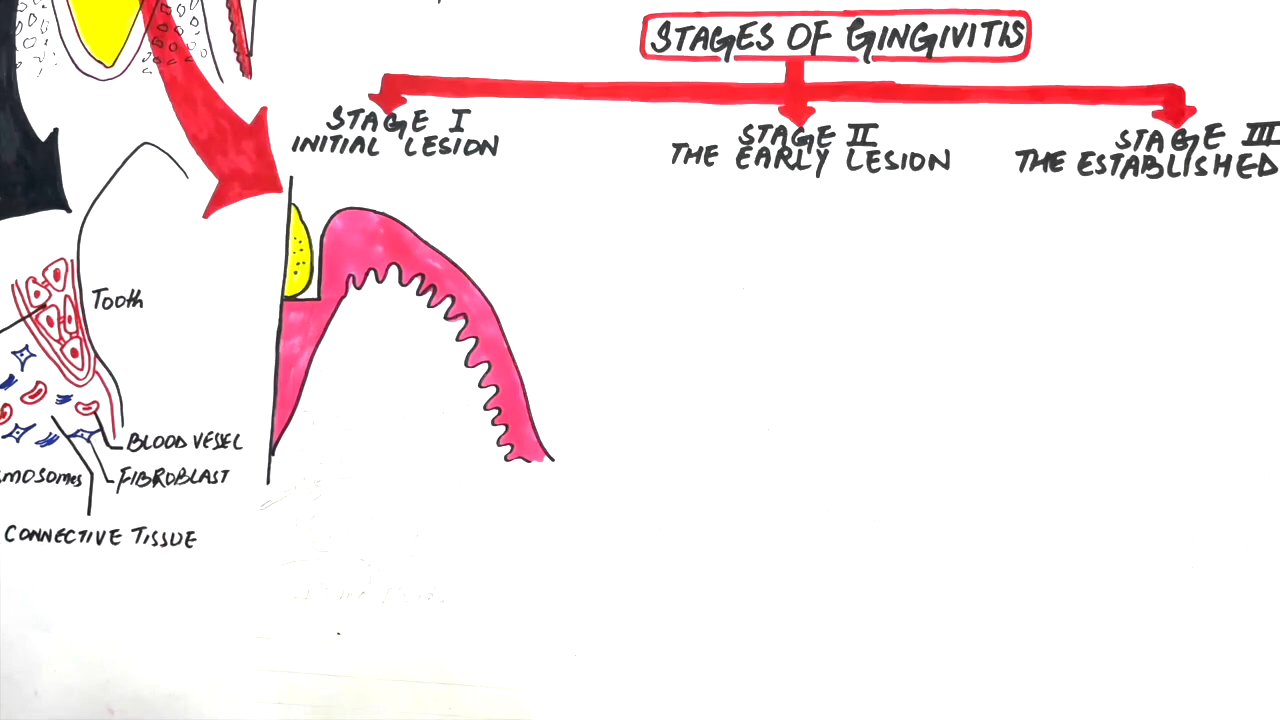 STAGES OF GINGIVITIS
STAGE I
INITIAL LESION
STAGE II
THE EARLY LESION
STAGE III
THE ESTABLISHED
Tooth
BLOOD VESSEL
FIBROBLAST
CONNECTIVE TISSUE